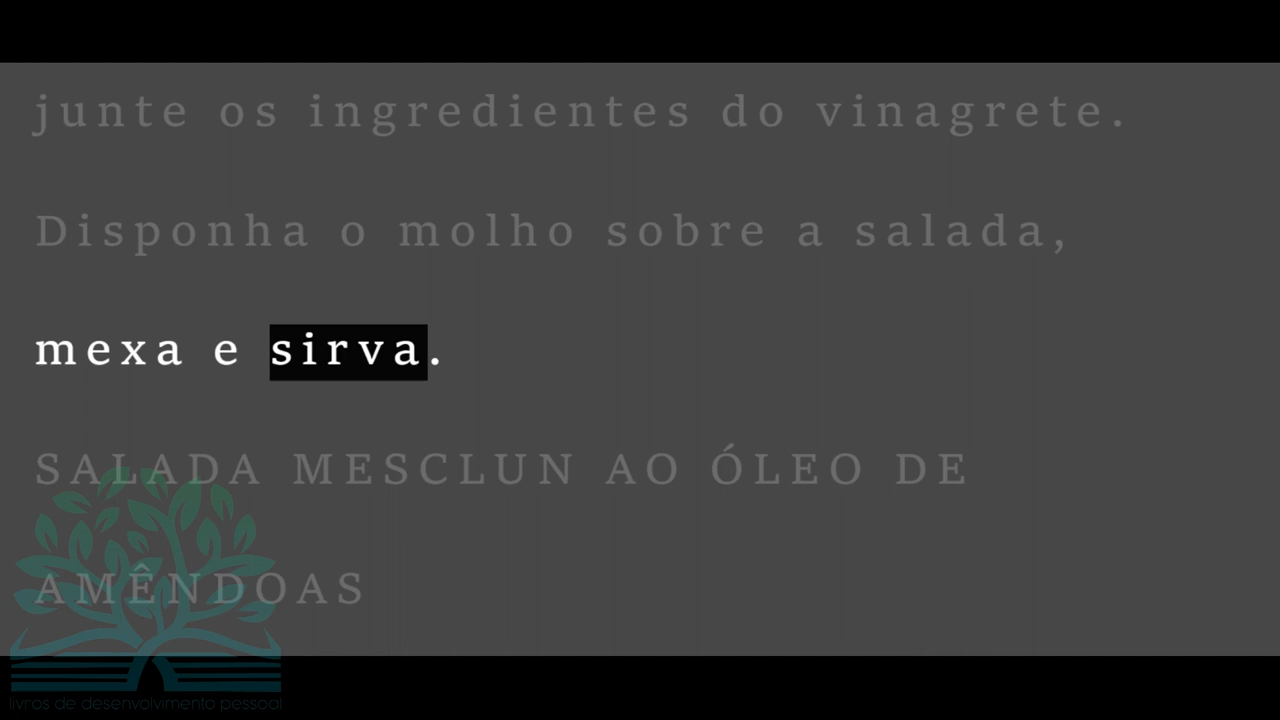 junte os ingredientes do vinagrete.
Disponha o molho sobre a salada,
mexa e sirva.
SALADA MESCLUN AO ÓLEO DE
AMÊNDOAS
livros de desenvolvimento pessoal